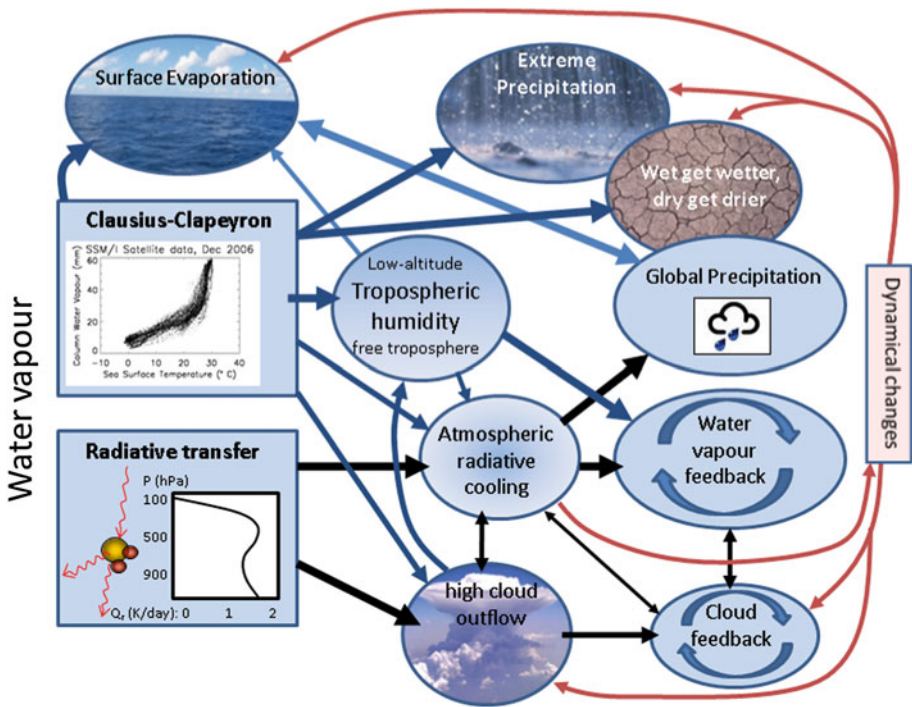 Water vapour
Surface Evaporation
Extreme
Precipitation
Wet get wetter,
dry get drier
Clausius-Clapeyron
SSM/I Satellite data, Dec 2006
Column Water Vapour (mm)
60
40
20
0
-10 0 10 20 30 40
Sea Surface Temperature (° C)
Low-altitude
Tropospheric
humidity
free troposphere
Global Precipitation
Dynamical changes
Radiative transfer
P (hPa)
100
500
900
Qr (K/day): 0 1 2
Atmospheric
radiative
cooling
Water
vapour
feedback
high cloud
outflow
Cloud
feedback